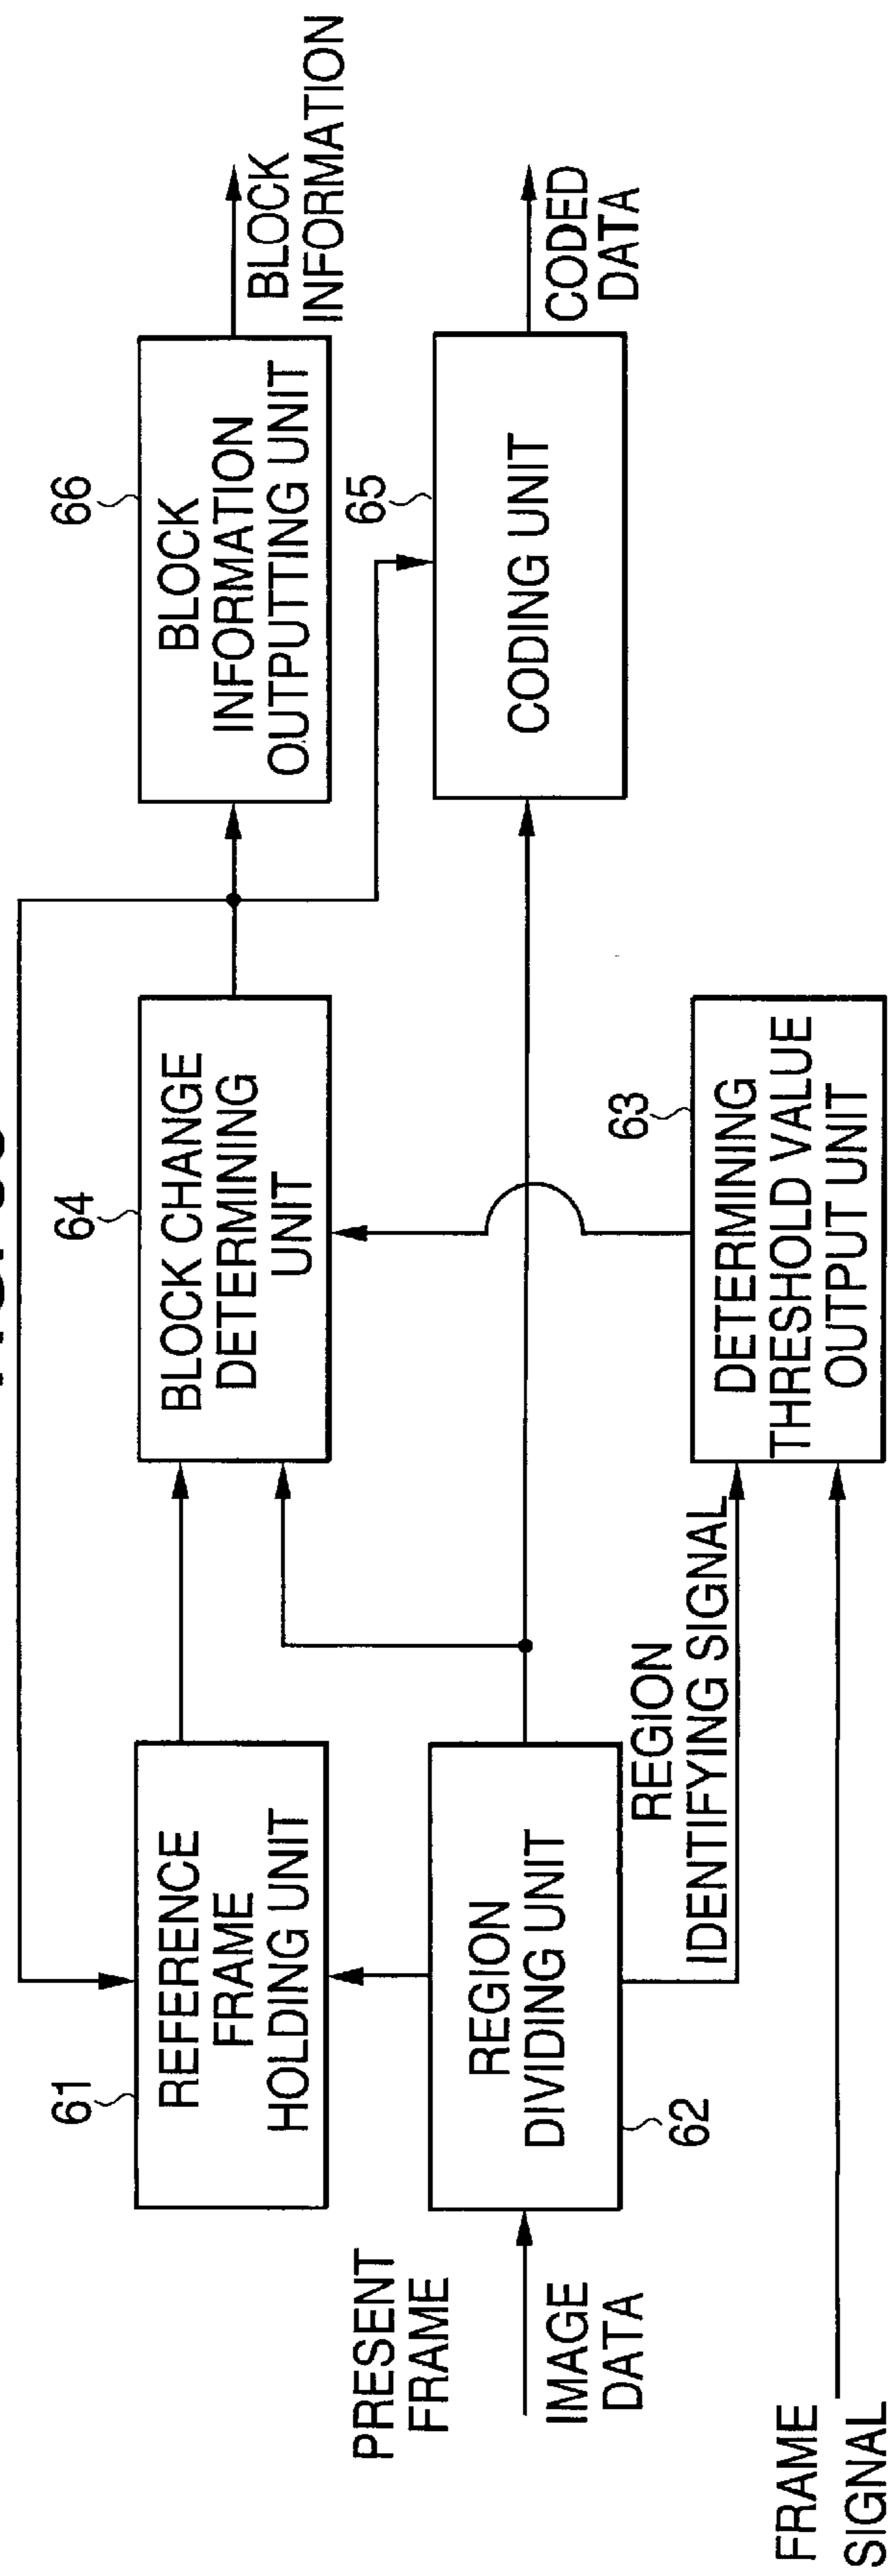 61
REFERENCE
FRAME
HOLDING UNIT
64
BLOCK CHANGE
DETERMINING
UNIT
66
BLOCK
INFORMATION
OUTPUTTING UNIT
BLOCK
INFORMATION
PRESENT
FRAME
IMAGE
DATA
REGION
DIVIDING UNIT
62
65
CODING UNIT
CODED
DATA
REGION
IDENTIFYING SIGNAL
63
DETERMINING
THRESHOLD VALUE
OUTPUT UNIT
FRAME
SIGNAL